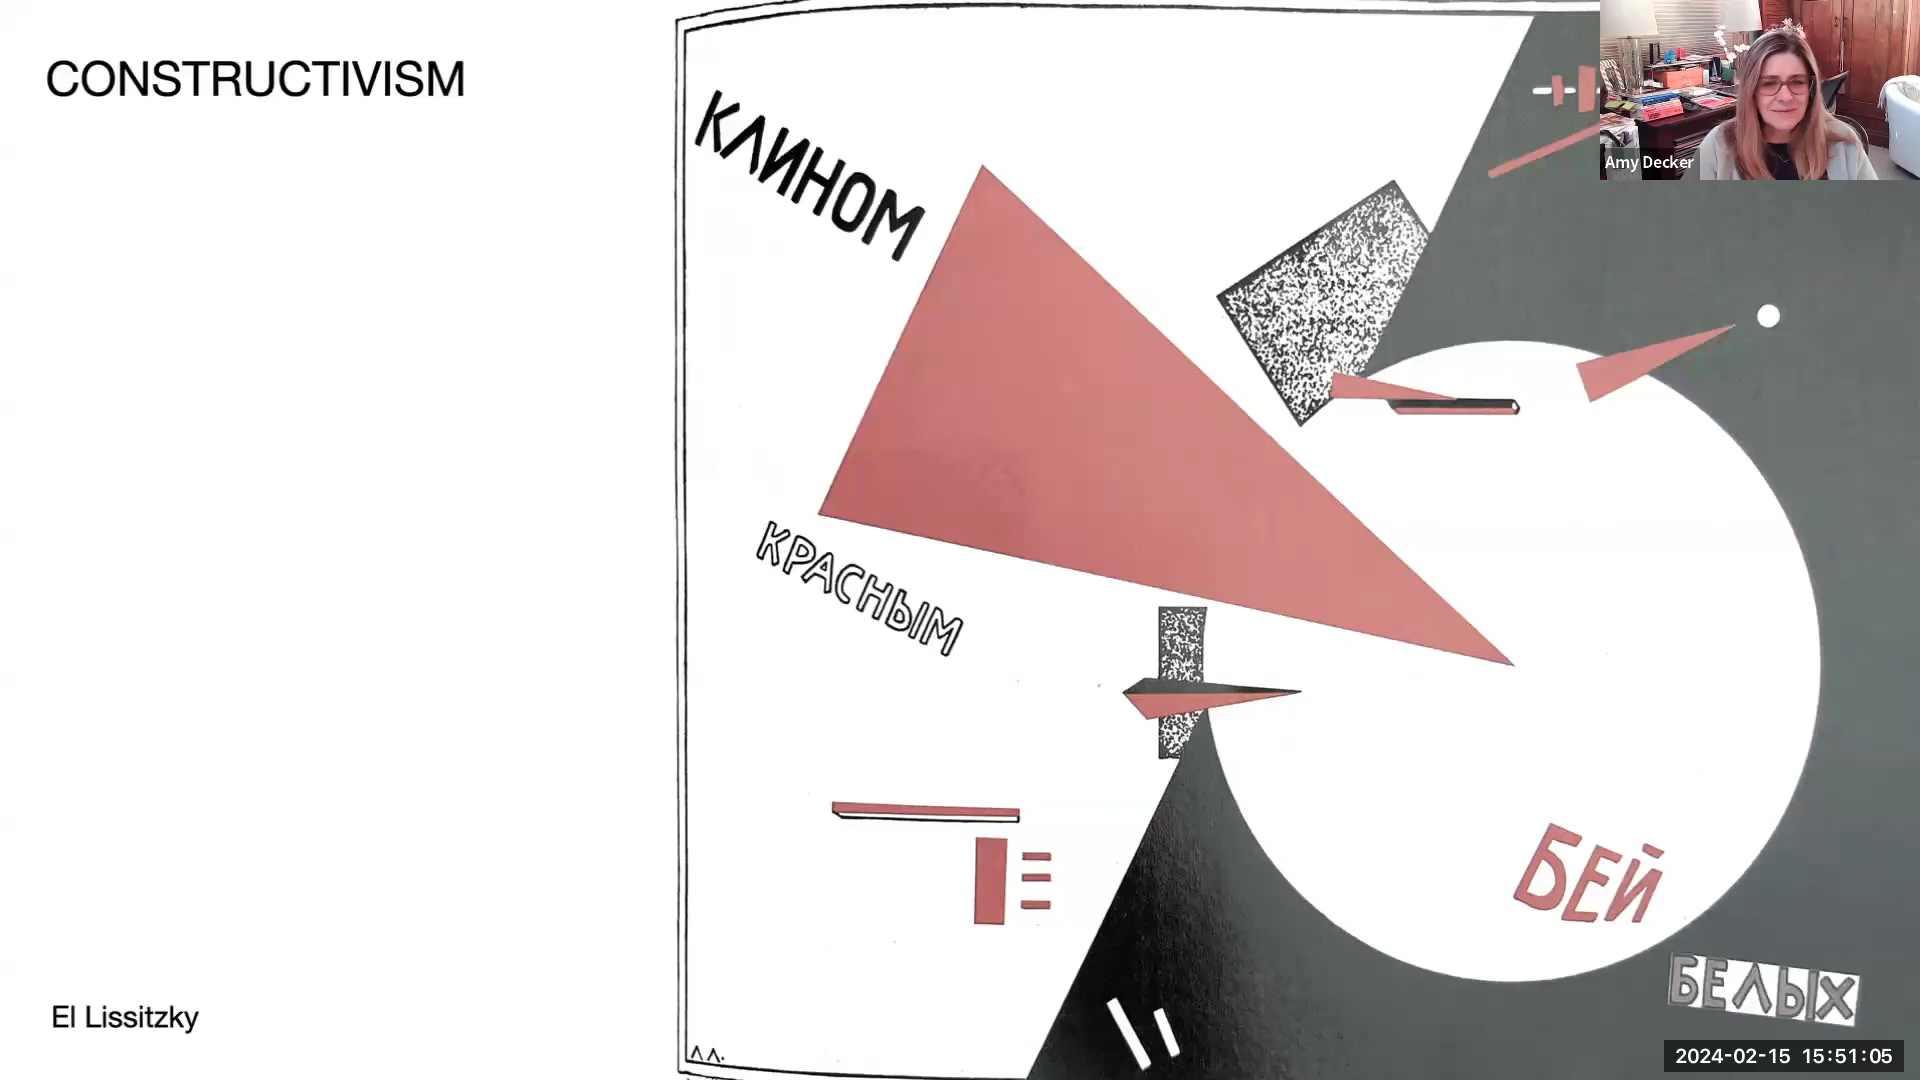 CONSTRUCTIVISM
КЛИНОМ
КРАСНЫМ
БЕЙ
БЕЛЫХ
Л Л.
El Lissitzky
Amy Decker
2024-02-15 15:51:05